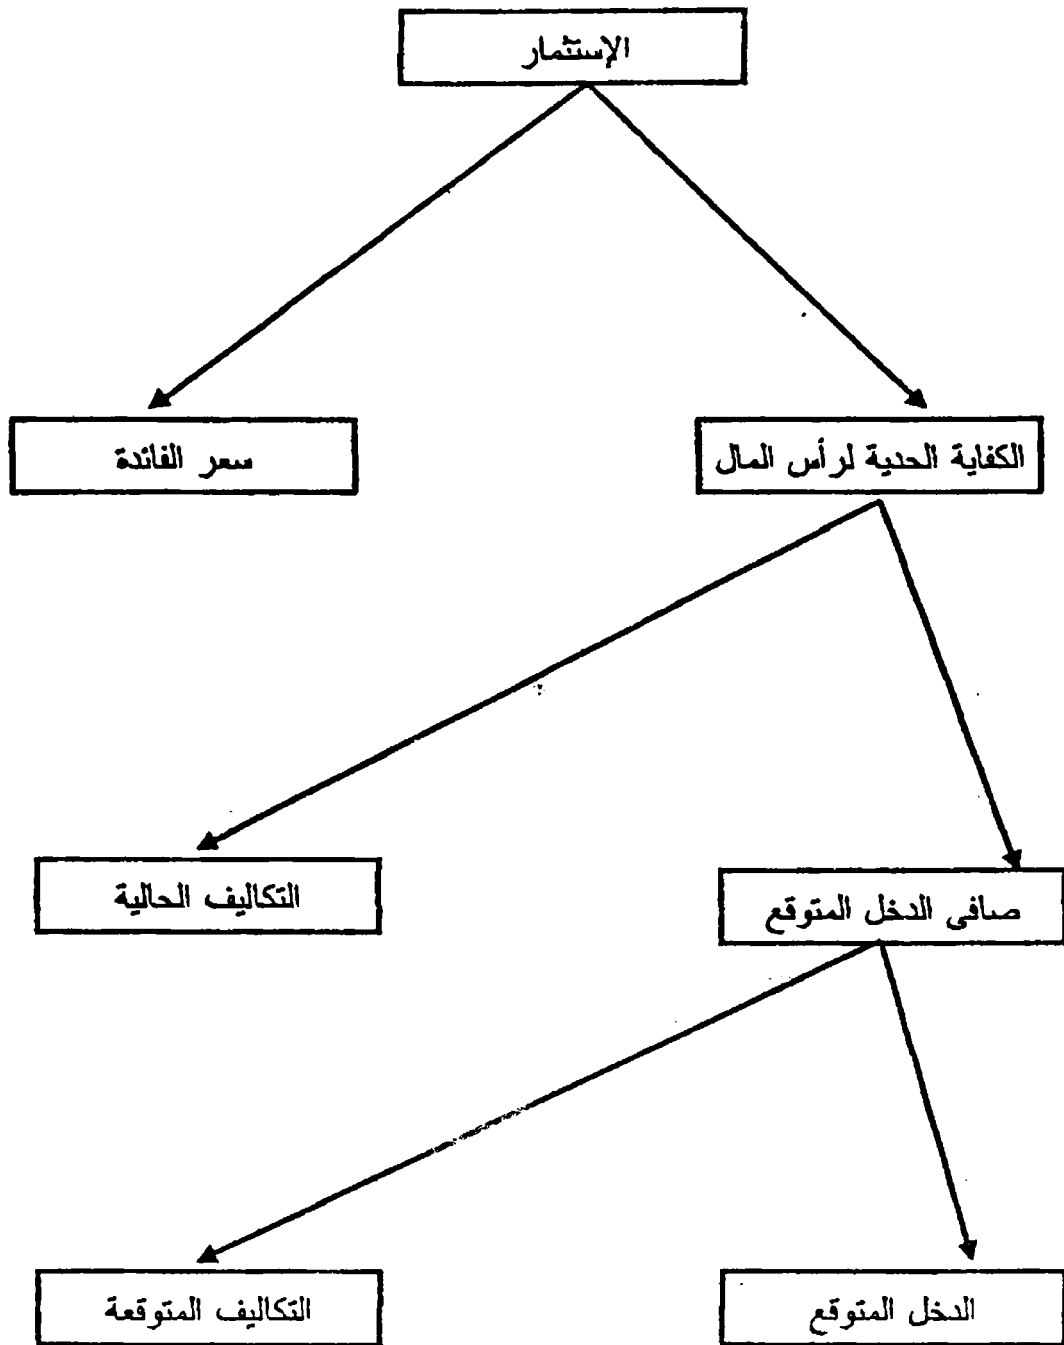 الإستثمار
الكفاية الحدية لرأس المال
سعر الفائدة
صافى الدخل المتوقع
التكاليف الحالية
الدخل المتوقع
التكاليف المتوقعة